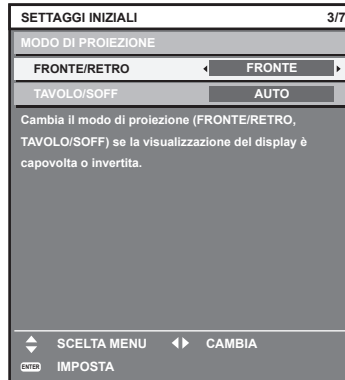 SETTAGGI INIZIALI 3/7
MODO DI PROIEZIONE
FRONTE/RETRO FRONTE
TAVOLO/SOFF AUTO
Cambia il modo di proiezione (FRONTE/RETRO,
TAVOLO/SOFF) se la visualizzazione del display è
capovolta o invertita.
SCELTA MENU CAMBIA
ENTER IMPOSTA